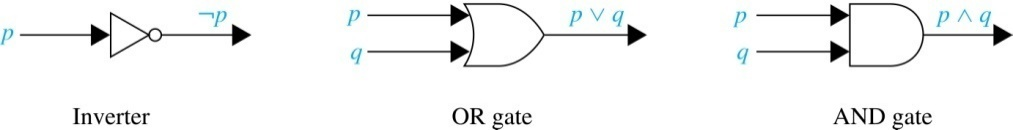 p ¬p
p
q
p ∨ q
p
q
p ∧ q
Inverter
OR gate
AND gate